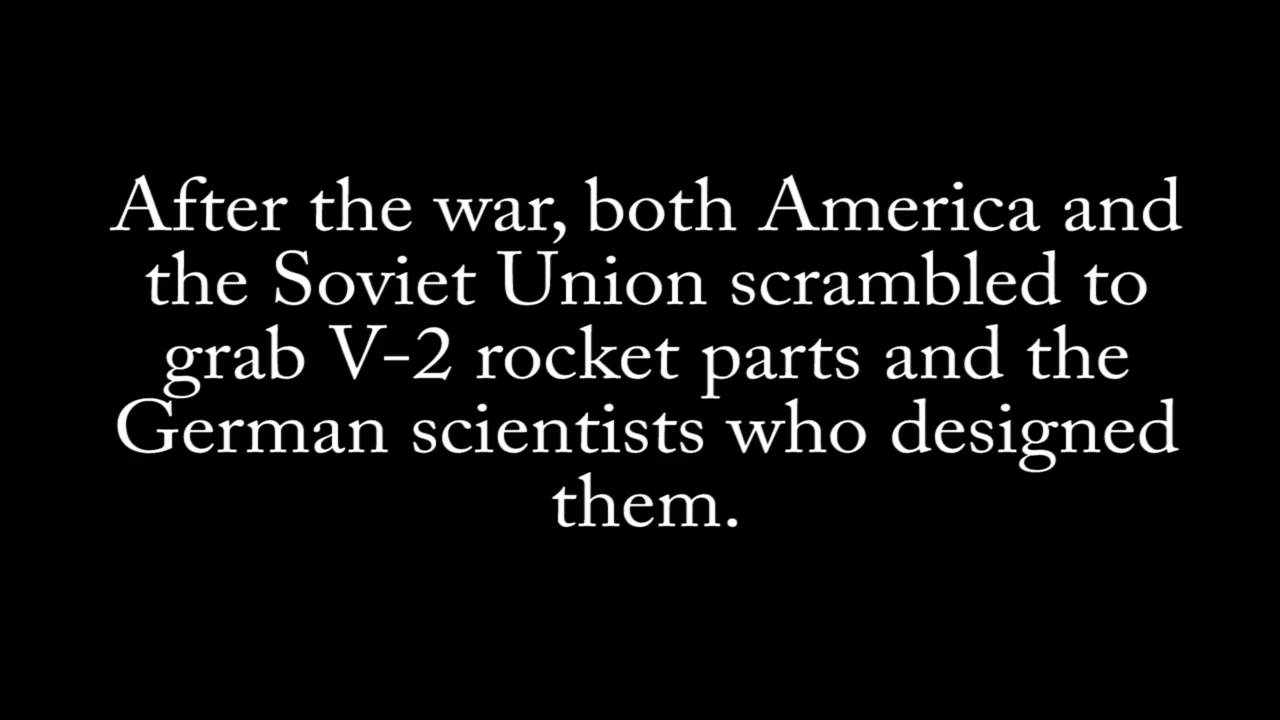 After the war, both America and
the Soviet Union scrambled to
grab V-2 rocket parts and the
German scientists who designed
them.